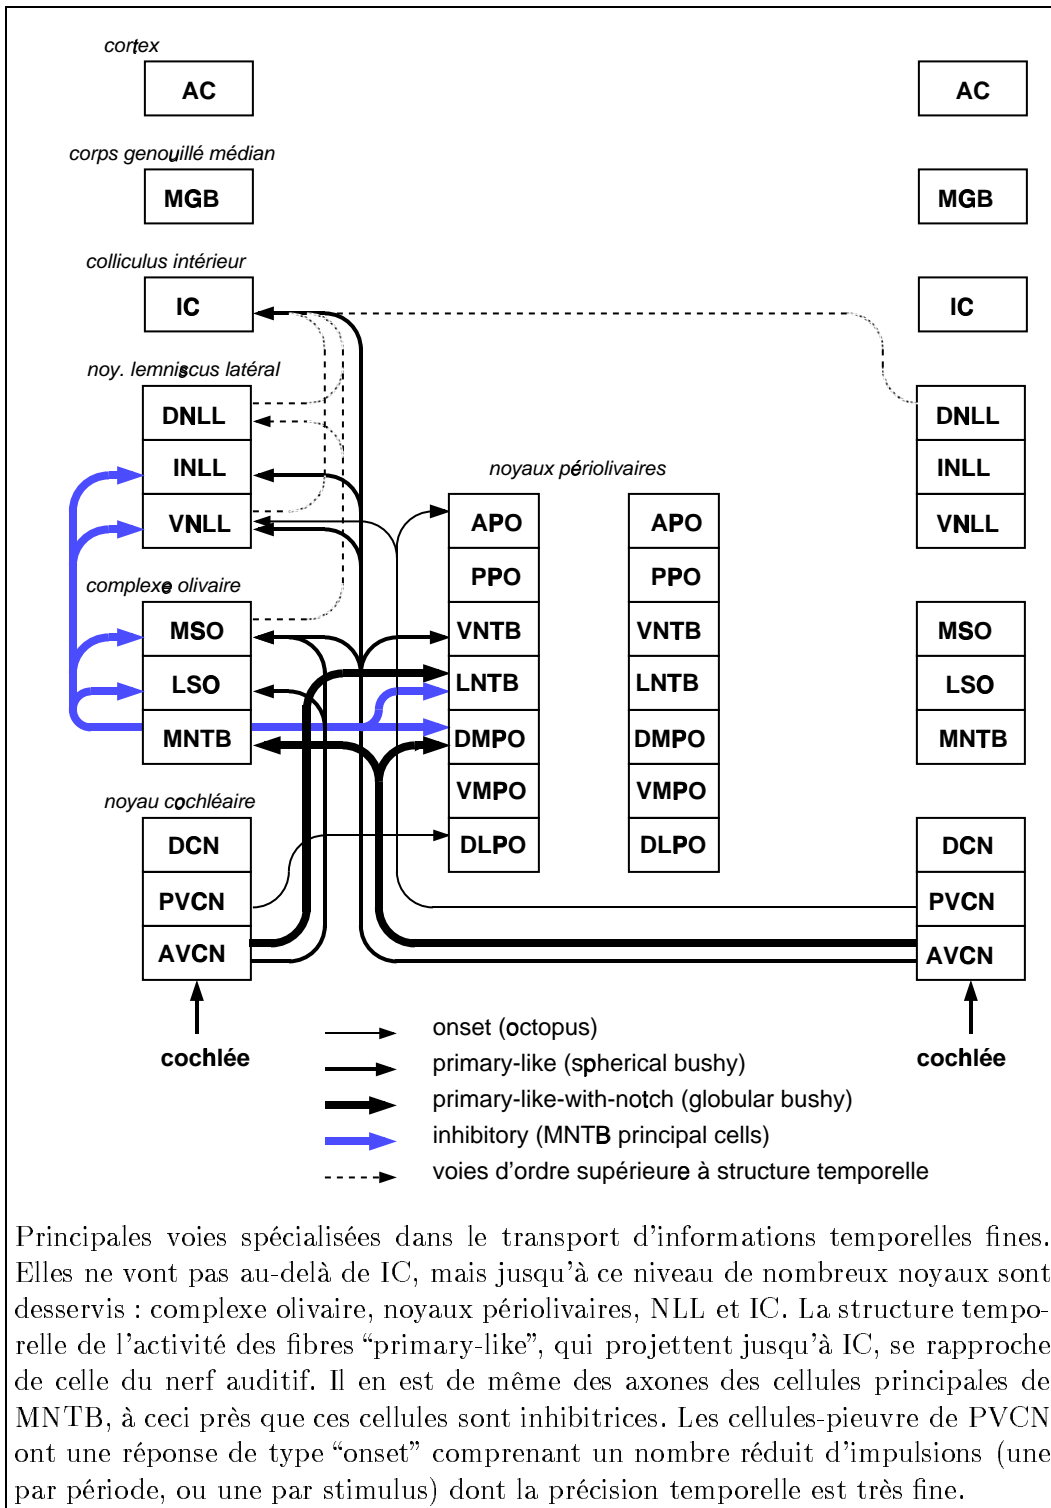 cortex
AC
AC
corps genouillé médian
MGB
MGB
colliculus intérieur
IC
IC
noy. lemniscus latéral
DNLL
DNLL
INLL
INLL
noyaux périolivaires
VNLL
APO
APO
VNLL
PPO
PPO
complexe olivaire
MSO
VNTB
VNTB
MSO
LSO
LNTB
LNTB
LSO
MNTB
DMPO
DMPO
MNTB
VMPO
VMPO
noyau cochléaire
DCN
DLPO
DLPO
DCN
PVCN
PVCN
AVCN
AVCN
cochlée
cochlée
onset (octopus)
primary-like (spherical bushy)
primary-like-with-notch (globular bushy)
inhibitory (MNTB principal cells)
voies d'ordre supérieure à structure temporelle
Principales voies spécialisées dans le transport d'informations temporelles fines.
Elles ne vont pas au-delà de IC, mais jusqu'à ce niveau de nombreux noyaux sont
desservis : complexe olivaire, noyaux périolivaires, NLL et IC. La structure tempo-
relle de l'activité des fibres “primary-like”, qui projettent jusqu'à IC, se rapproche
de celle du nerf auditif. Il en est de même des axones des cellules principales de
MNTB, à ceci près que ces cellules sont inhibitrices. Les cellules-pieuvre de PVCN
ont une réponse de type “onset” comprenant un nombre réduit d'impulsions (une
par période, ou une par stimulus) dont la précision temporelle est très fine.